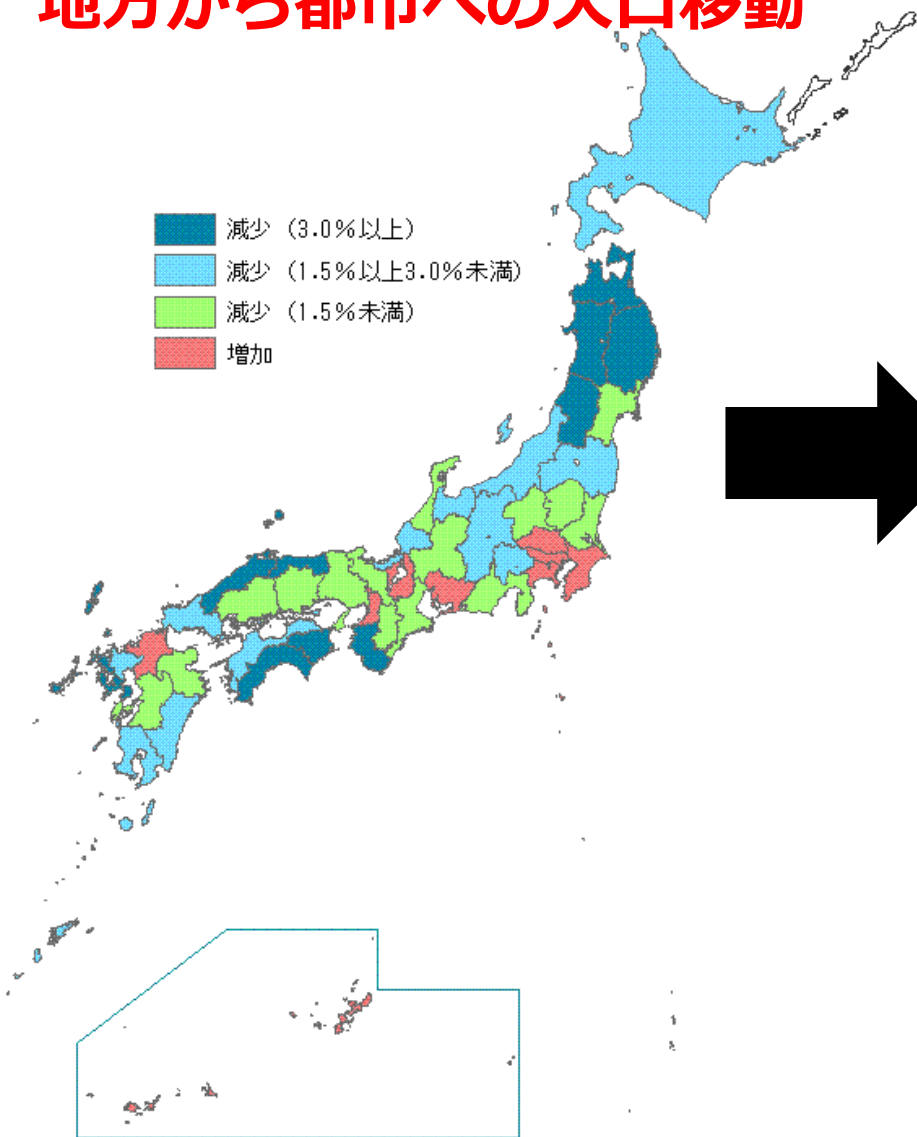 地方から都市への人口移動
減少 (3.0%以上)
減少 (1.5%以上3.0%未満)
減少 (1.5%未満)
増加